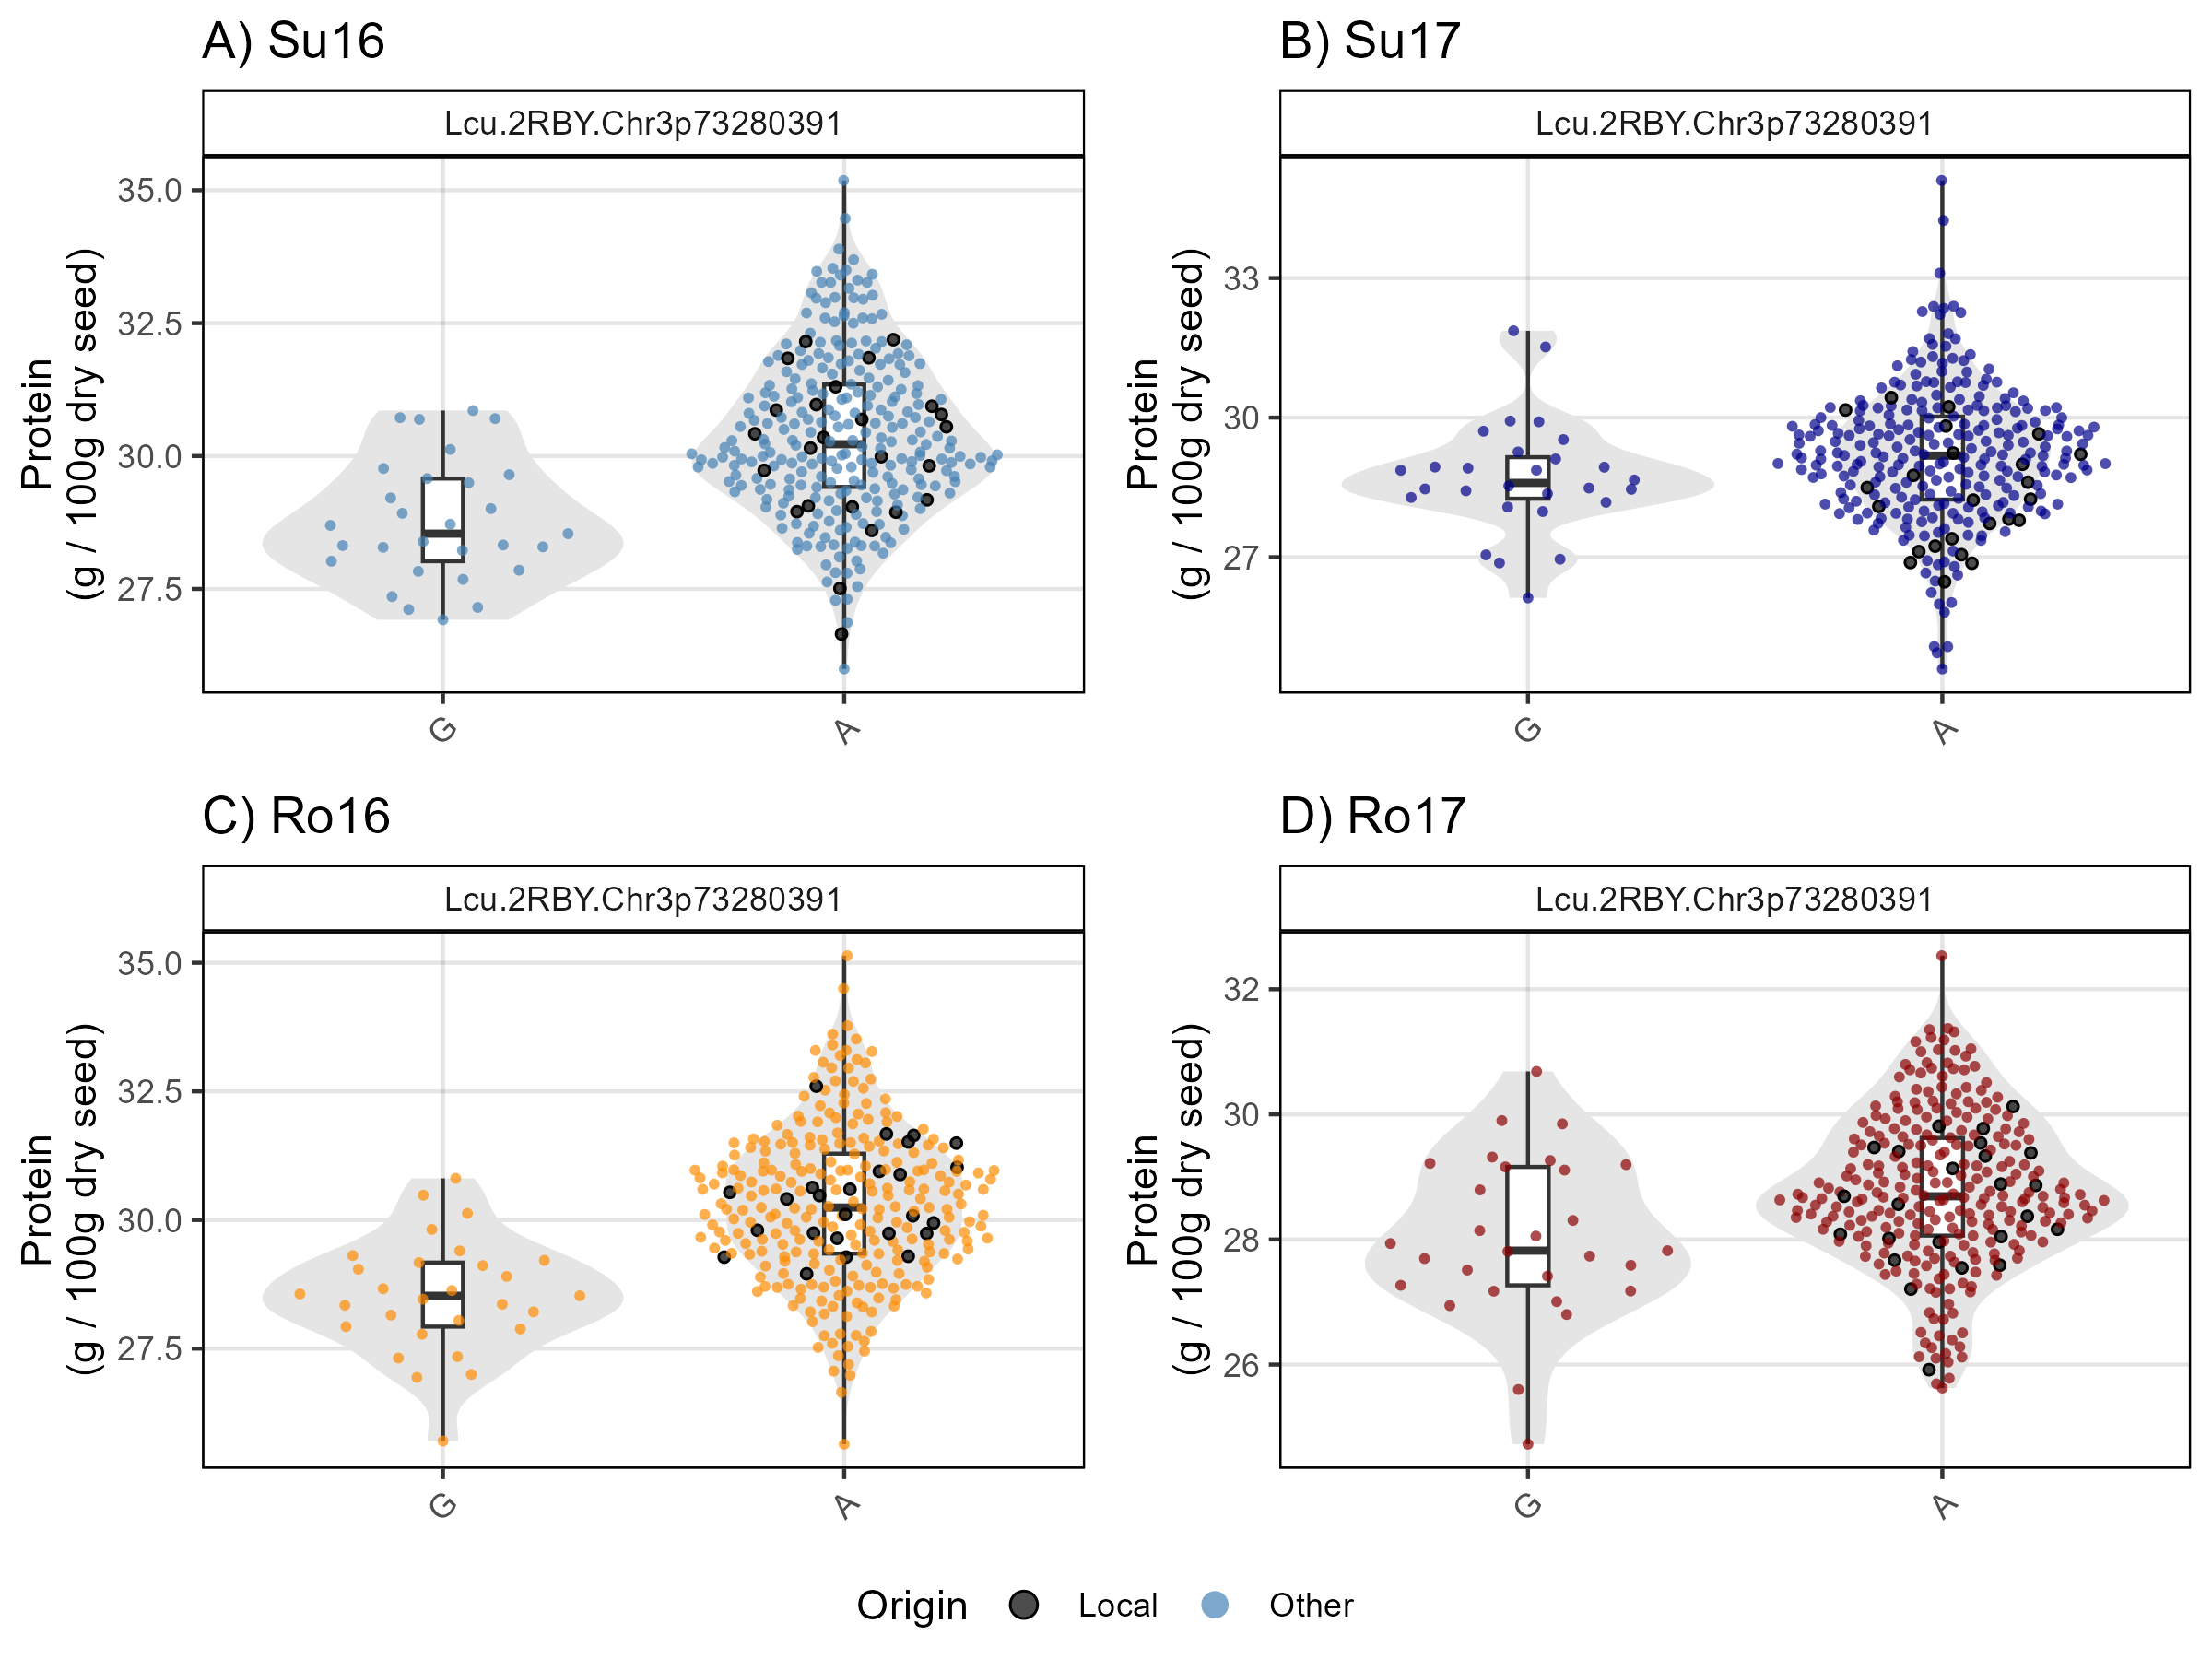 A) Su16
Lcu.2RBY.Chr3p73280391
Protein
(g / 100g dry seed)
35.0
32.5
30.0
27.5
G
A
B) Su17
Lcu.2RBY.Chr3p73280391
Protein
(g / 100g dry seed)
33
30
27
G
A
C) Ro16
Lcu.2RBY.Chr3p73280391
Protein
(g / 100g dry seed)
35.0
32.5
30.0
27.5
G
A
D) Ro17
Lcu.2RBY.Chr3p73280391
Protein
(g / 100g dry seed)
32
30
28
26
G
A
Origin Local Other